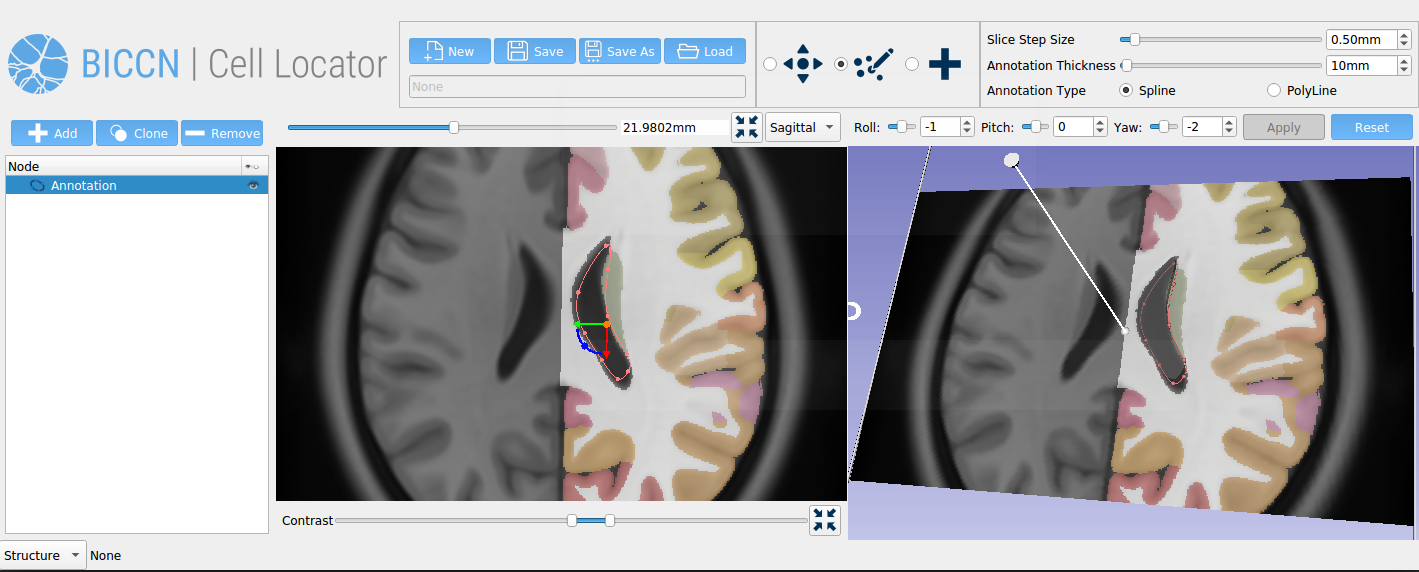 BICCN | Cell Locator
New Save Save As Load
None
Slice Step Size 0.50mm
Annotation Thickness 10mm
Annotation Type Spline PolyLine
Add Clone Remove
21.9802mm Sagittal
Roll: -1 Pitch: 0 Yaw: -2 Apply Reset
Node
Annotation
Contrast
Structure None